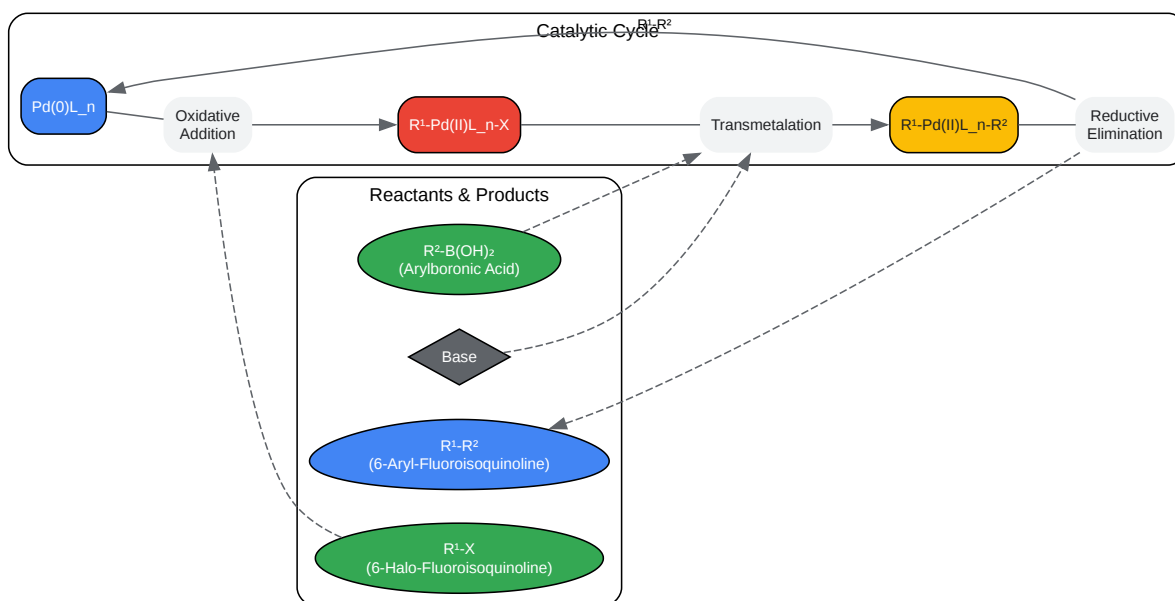 Catalytic Cycle
R¹-R²
Pd(0)L_n
Oxidative
Addition
R¹-Pd(II)L_n-X
Transmetalation
R¹-Pd(II)L_n-R²
Reductive
Elimination
Reactants & Products
R²-B(OH)₂
(Arylboronic Acid)
Base
R¹-R²
(6-Aryl-Fluoroisoquinoline)
R¹-X
(6-Halo-Fluoroisoquinoline)